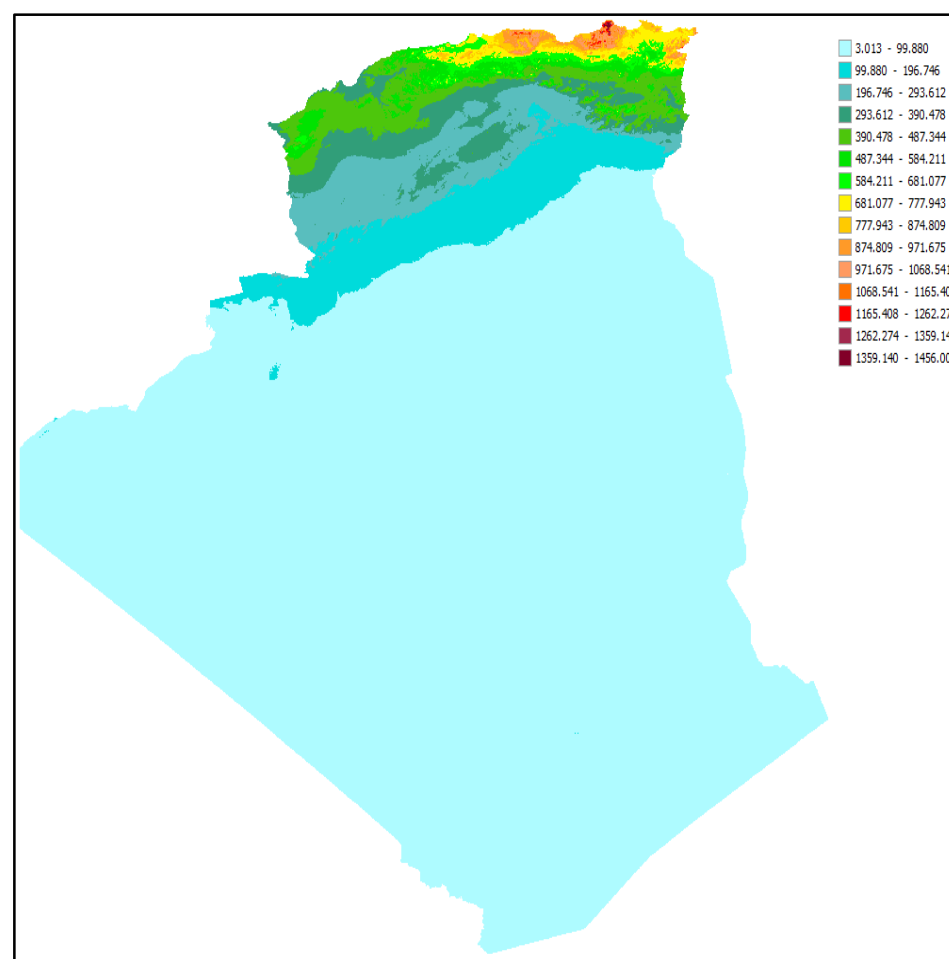 3.013 - 99.880
99.880 - 196.746
196.746 - 293.612
293.612 - 390.478
390.478 - 487.344
487.344 - 584.211
584.211 - 681.077
681.077 - 777.943
777.943 - 874.809
874.809 - 971.675
971.675 - 1068.541
1068.541 - 1165.40
1165.408 - 1262.27
1262.274 - 1359.14
1359.140 - 1456.00